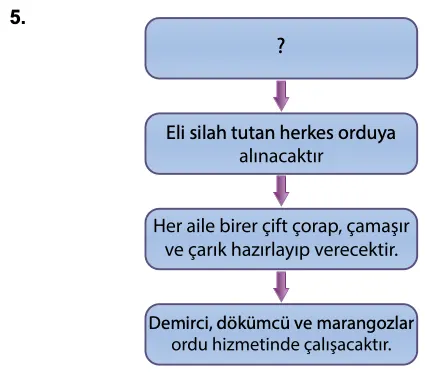 5.
?
Eli silah tutan herkes orduya
alınacaktır
Her aile birer çift çorap, çamaşır
ve çarık hazırlayıp verecektir.
Demirci, dökümcü ve marangozlar
ordu hizmetinde çalışacaktır.